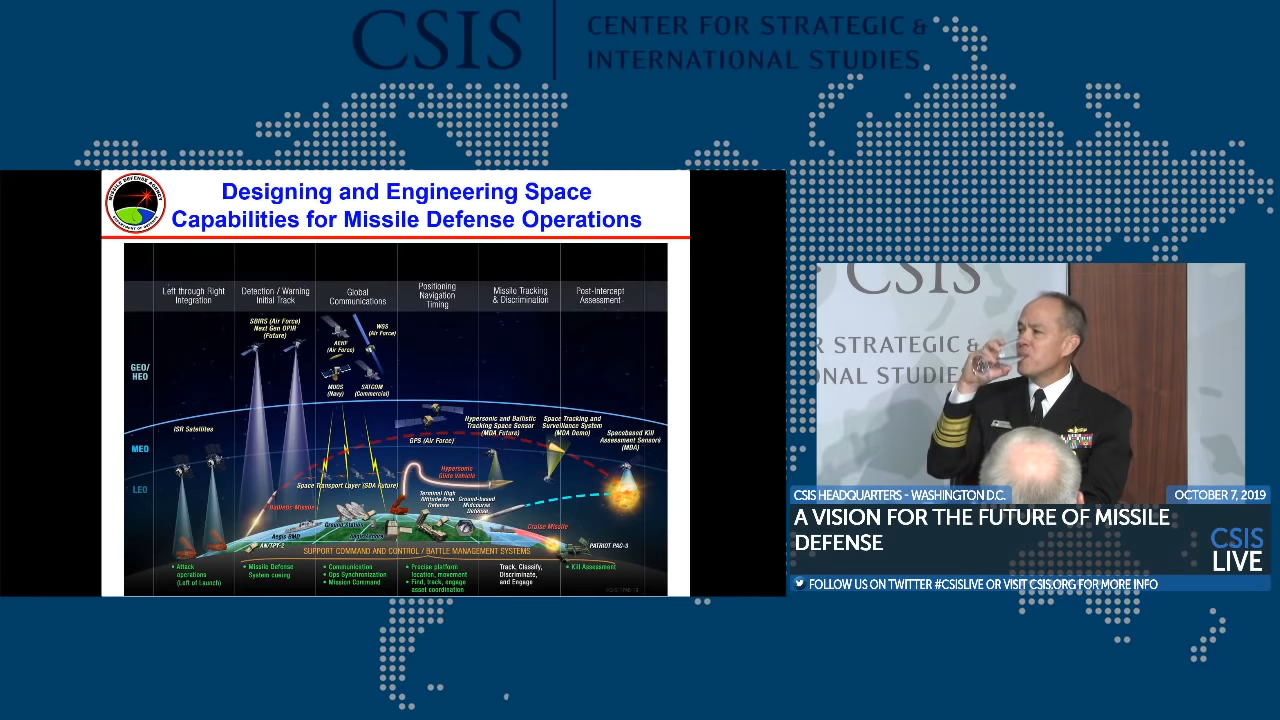 CSIS
CENTER FOR STRATEGIC &
INTERNATIONAL STUDIES
MISSILE DEFENSE AGENCY
Designing and Engineering Space
Capabilities for Missile Defense Operations
Left through Right
Integration
Detection / Warning
Initial Track
Global
Communications
Positioning
Navigation
Timing
Missile Tracking
& Discrimination
Post-Intercept
Assessment
GEO/
HEO
MEO
LEO
SBIRS (Air Force)
Next Gen OPIR
(Future)
WGS
(Air Force)
AEHF
(Air Force)
MUOS
(Navy)
SATCOM
(Commercial)
ISR Satellites
GPS (Air Force)
Hypersonic and Ballistic
Tracking Space Sensor
(MDA Future)
Space Tracking and
Surveillance System
(MDA Demo)
Spacebased Kill
Assessment Sensors
(MDA)
Space Transport Layer (SDA Future)
Hypersonic
Glide Vehicle
Ballistic Missile
Terminal High
Altitude Area
Defense
Ground-based
Midcourse
Defense
Ground Station
Cruise Missile
Aegis BMD
Aegis Ashore
AN/TPY-2
PATRIOT PAC-3
SUPPORT COMMAND AND CONTROL / BATTLE MANAGEMENT SYSTEMS
• Attack
operations
(Left of Launch)
• Missile Defense
System cueing
• Communication
• Ops Synchronization
• Mission Command
• Precise platform
location, movement
• Find, track, engage
asset coordination
Track, Classify,
Discriminate,
and Engage
• Kill Assessment
CSIS
R STRATEGIC &
ONAL STUDIES
CSIS HEADQUARTERS - WASHINGTON D.C.
OCTOBER 7, 2019
A VISION FOR THE FUTURE OF MISSILE
DEFENSE
CSIS
LIVE
FOLLOW US ON TWITTER #CSISLIVE OR VISIT CSIS.ORG FOR MORE INFO